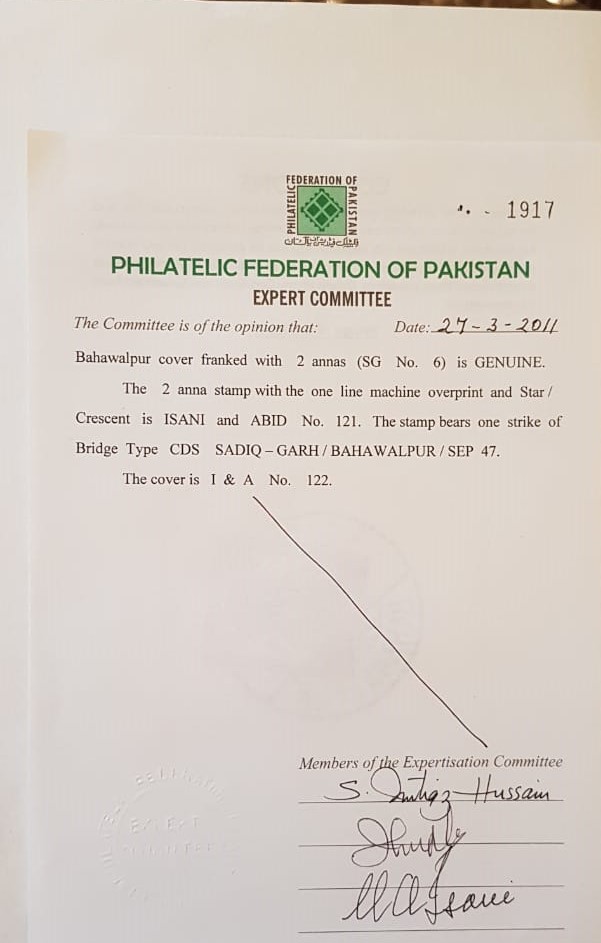 FEDERATION OF
PHILATELIC
PAKISTAN
1917
PHILATELIC FEDERATION OF PAKISTAN
EXPERT COMMITTEE
The Committee is of the opinion that: Date: 27-3-2011
Bahawalpur cover franked with 2 annas (SG No. 6) is GENUINE.
The 2 anna stamp with the one line machine overprint and Star /
Crescent is ISANI and ABID No. 121. The stamp bears one strike of
Bridge Type CDS SADIQ – GARH / BAHAWALPUR / SEP 47.
The cover is I & A No. 122.
Members of the Expertisation Committee
S. Imtiaz Hussain
Isani